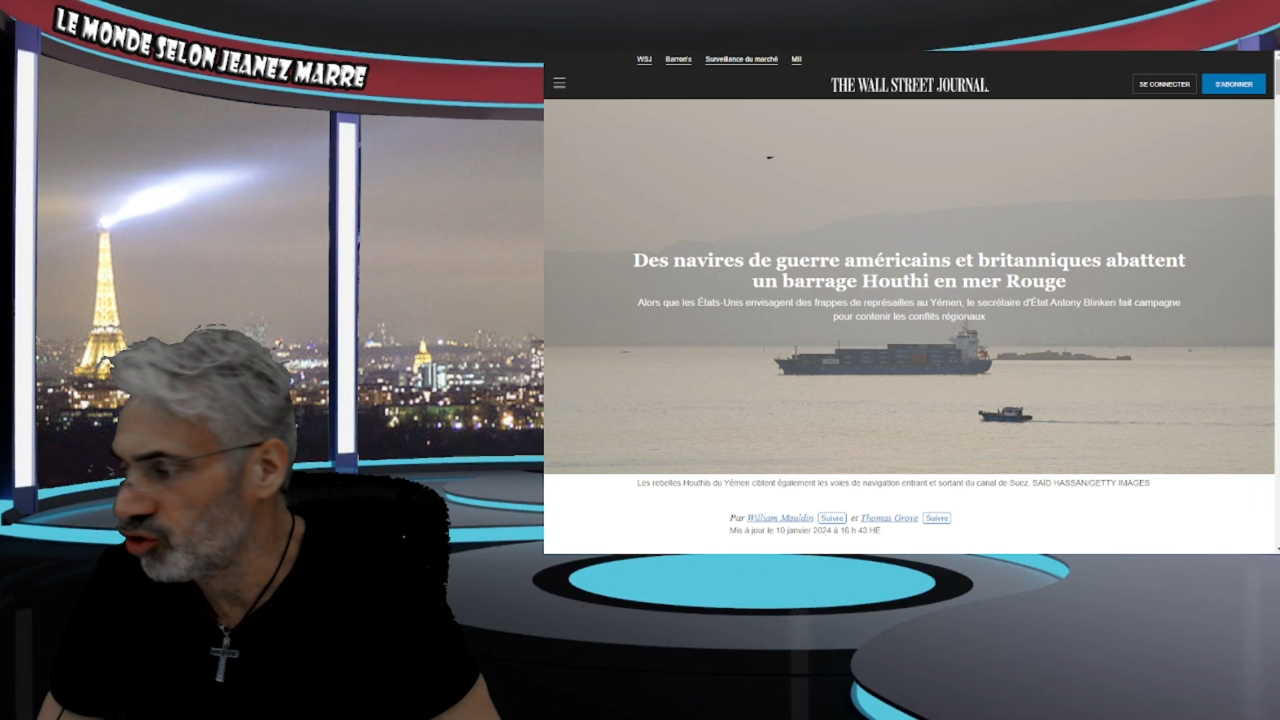 LE MONDE SELON JEANEZ MARRE
WSJ Barron's Surveillance du marché MII
THE WALL STREET JOURNAL.
SE CONNECTER S'ABONNER
Des navires de guerre américains et britanniques abattent
un barrage Houthi en mer Rouge
Alors que les États-Unis envisagent des frappes de représailles au Yémen, le secrétaire d'État Antony Blinken fait campagne
pour contenir les conflits régionaux
Les rebelles Houthis du Yémen ciblent également les voies de navigation entrant et sortant du canal de Suez. SAID HASSAN/GETTY IMAGES
Par William Mauldin Suivre et Thomas Grove Suivre
Mis à jour le 10 janvier 2024 à 16 h 43 HE